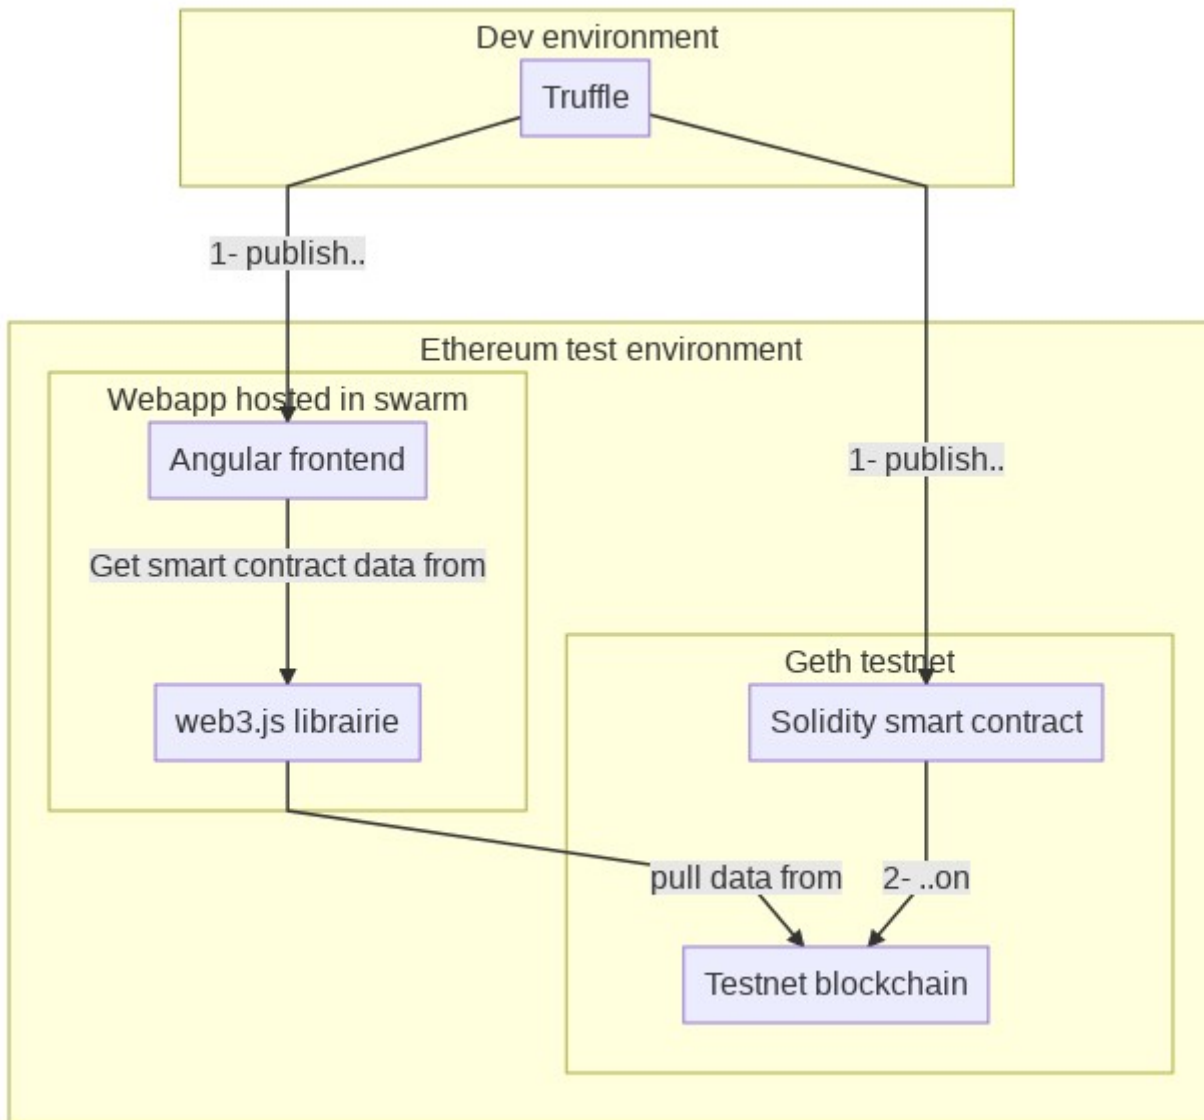 Dev environment
Truffle
1- publish..
Ethereum test environment
Webapp hosted in swarm
Angular frontend
1- publish..
Get smart contract data from
Geth testnet
web3.js librairie
Solidity smart contract
pull data from
2- ..on
Testnet blockchain